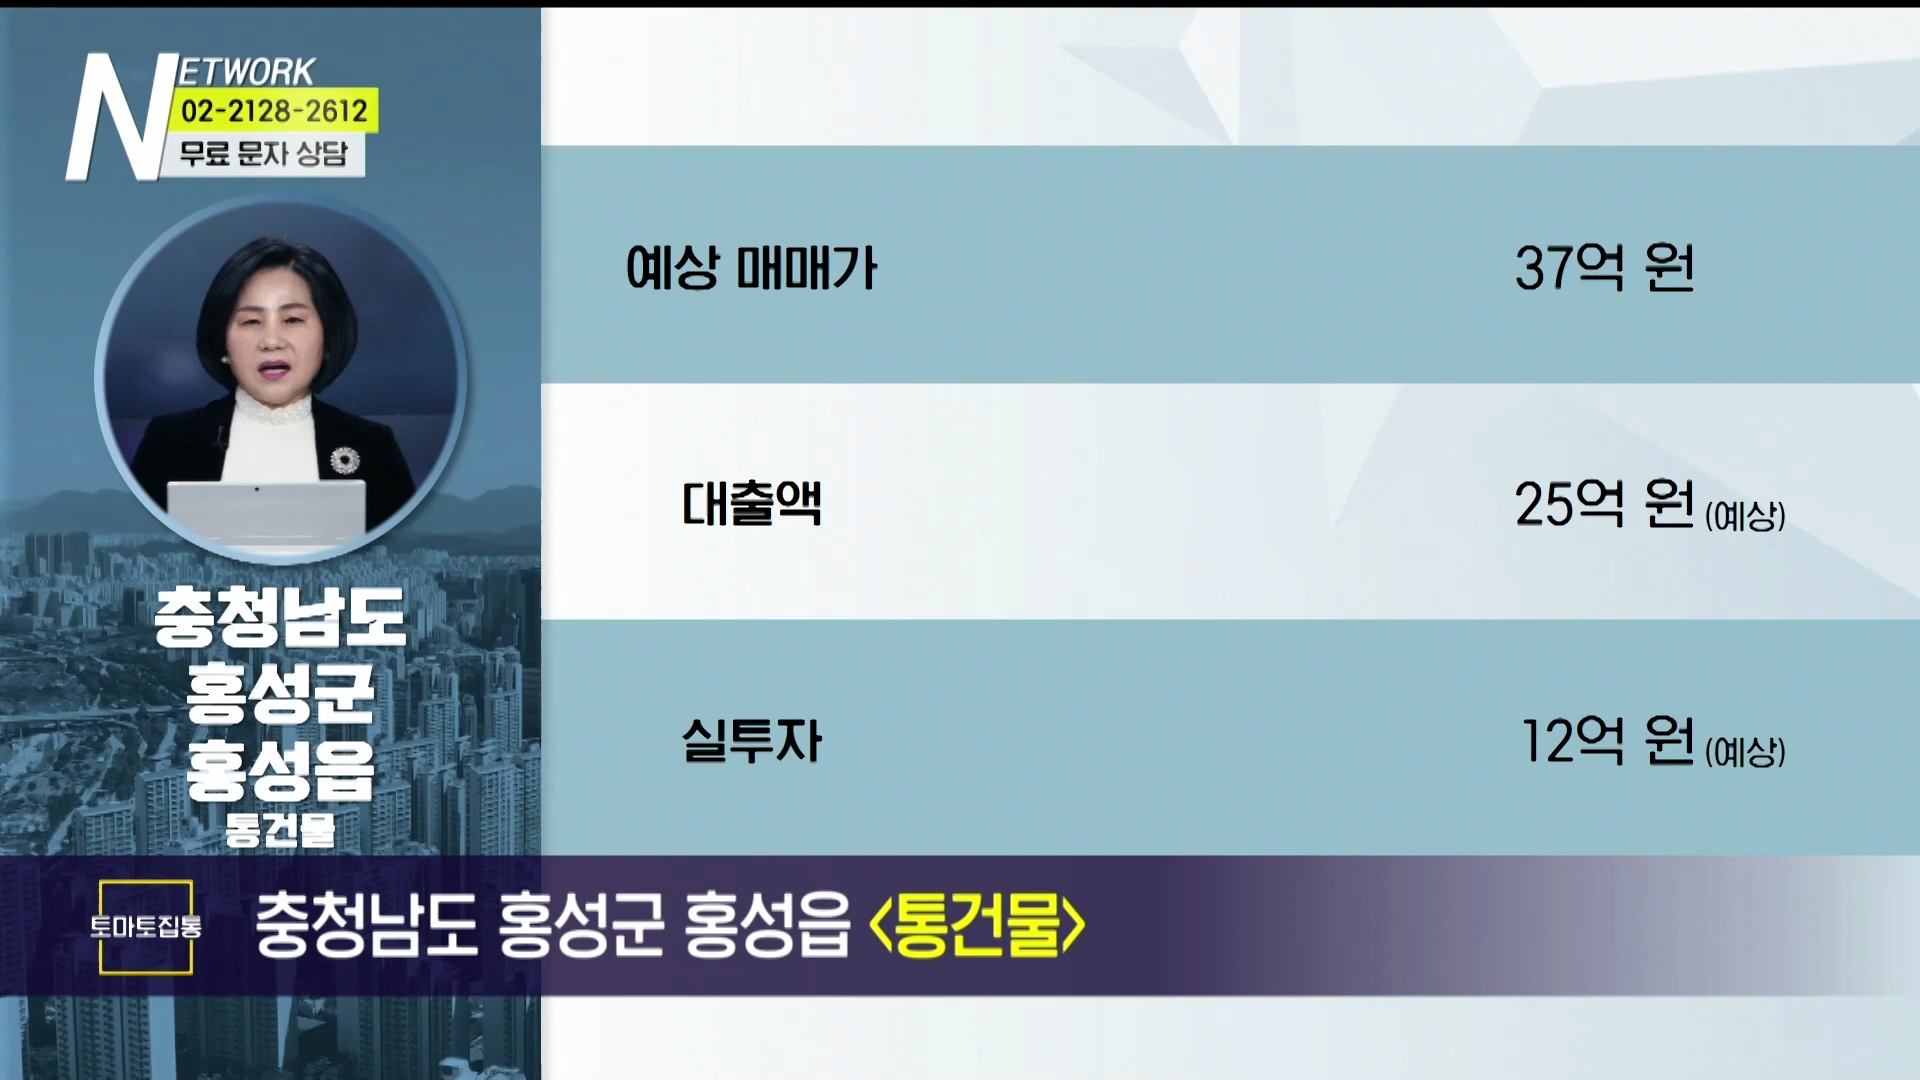 NETWORK
02-2128-2612
무료 문자 상담
충청남도
홍성군
홍성읍
통건물
예상 매매가 37억 원
대출액 25억 원 (예상)
실투자 12억 원 (예상)
토마토집통 충청남도 홍성군 홍성읍 <통건물>